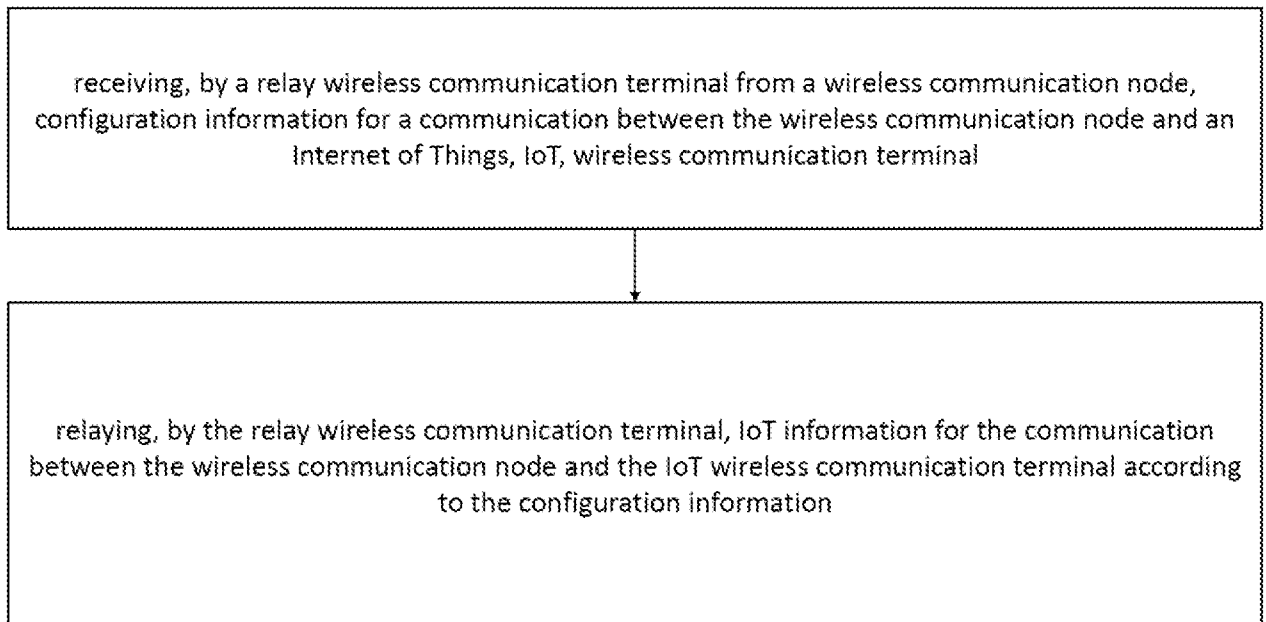 receiving, by a relay wireless communication terminal from a wireless communication node,
configuration information for a communication between the wireless communication node and an
Internet of Things, IoT, wireless communication terminal
relaying, by the relay wireless communication terminal, IoT information for the communication
between the wireless communication node and the IoT wireless communication terminal according
to the configuration information